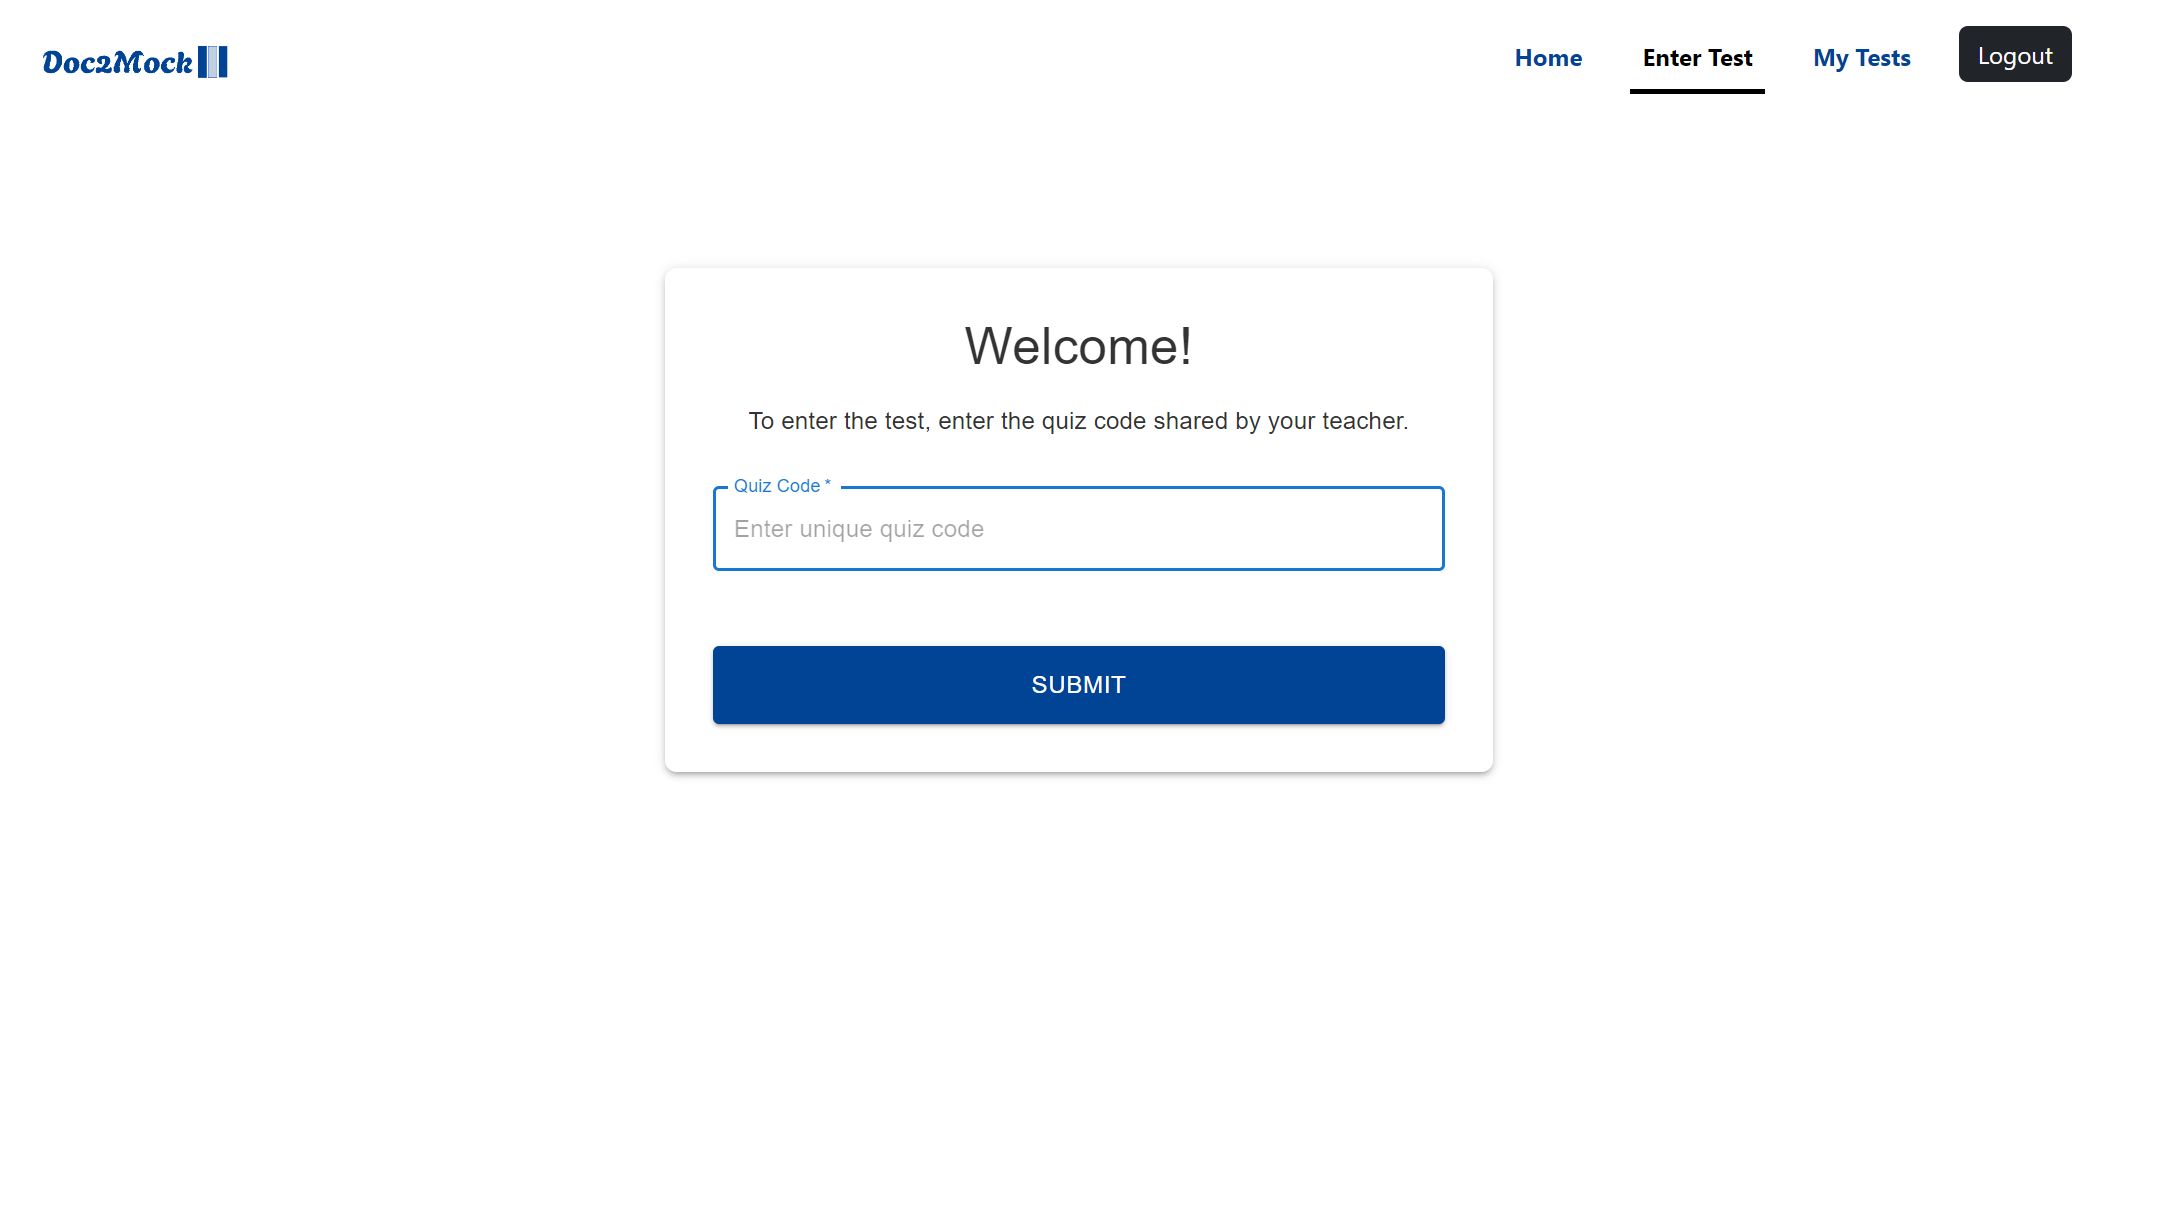 Doc2Mock
Home
Enter Test
My Tests
Logout
Welcome!
To enter the test, enter the quiz code shared by your teacher.
Quiz Code *
Enter unique quiz code
SUBMIT